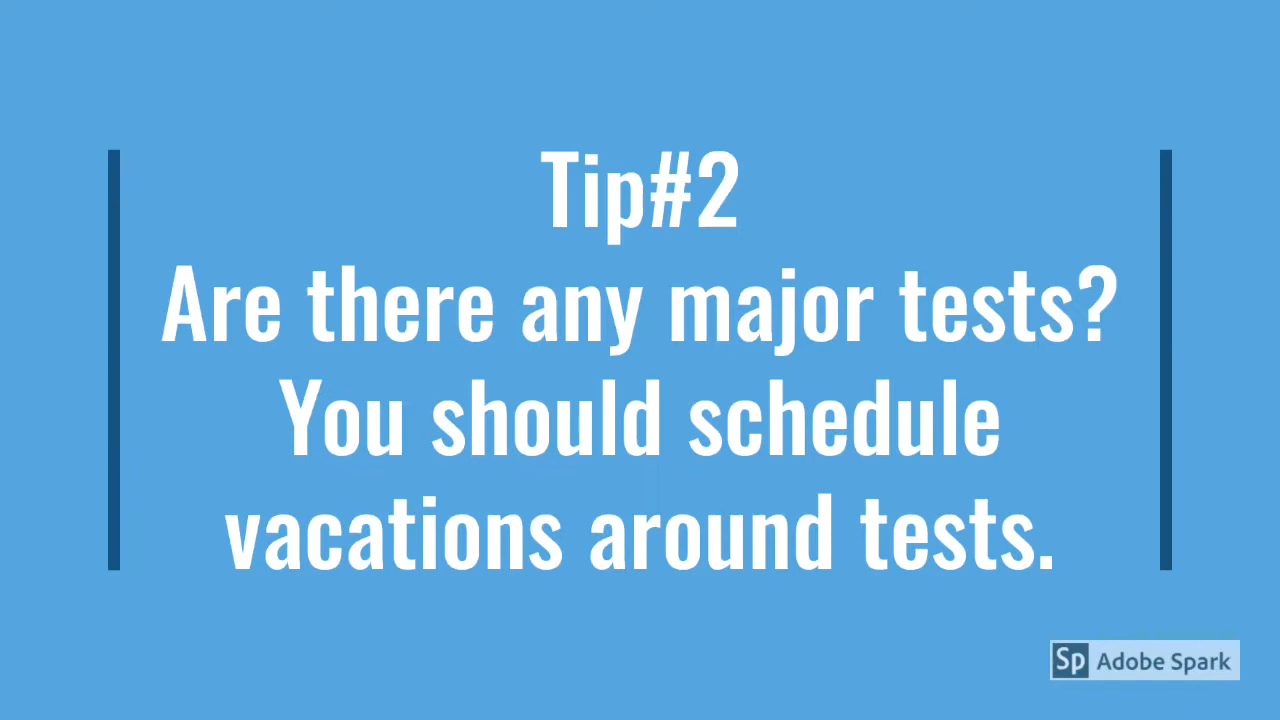 Tip#2
Are there any major tests?
You should schedule
vacations around tests.
Sp Adobe Spark